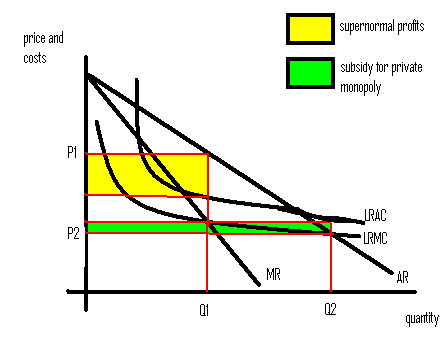 supernormal profits
price and
costs
subsidy for private
monopoly
P1
LRAC
P2
LRMC
MR
AR
Q1
Q2
quantity